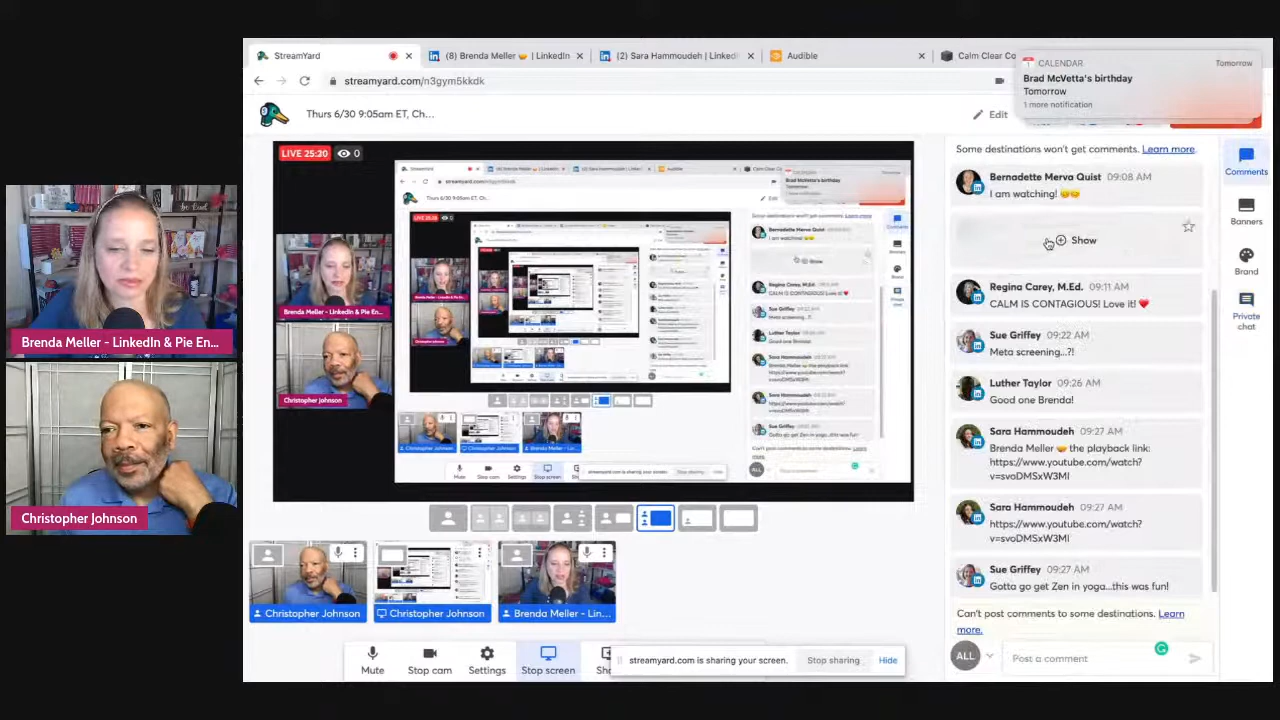 StreamYard
(8) Brenda Meller 🤝 | LinkedIn
(2) Sara Hammoudeh | LinkedI
Audible
Calm Clear Co
streamyard.com/n3gym5kkdk
CALENDAR
Tomorrow
Brad McVetta's birthday
Tomorrow
1 more notification
Thurs 6/30 9:05am ET, Ch...
Edit
LIVE 25:20
0
Some destinations won't get comments. Learn more.
Bernadette Merva Quist 09:08 AM
I am watching! 😊😊
Show
Regina Carey, M.Ed. 09:11 AM
CALM IS CONTAGIOUS! Love it! ❤️
Sue Griffey 09:22 AM
Meta screening...?!
Luther Taylor 09:26 AM
Good one Brenda!
Sara Hammoudeh 09:27 AM
Brenda Meller 🤝 the playback link:
https://www.youtube.com/watch?
v=svoDMSxW3MI
Sara Hammoudeh 09:27 AM
https://www.youtube.com/watch?
v=svoDMSxW3MI
Sue Griffey 09:27 AM
Gotta go get Zen in yoga...this was fun!
Can't post comments to some destinations. Learn
more.
ALL
Post a comment
Comments
Banners
Brand
Private
chat
Brenda Meller - LinkedIn & Pie En...
Christopher Johnson
Brenda Meller - LinkedIn & Pie En...
Christopher Johnson
Christopher Johnson
Christopher Johnson
Brenda Meller - Lin...
Mute
Stop cam
Settings
Stop screen
streamyard.com is sharing your screen.
Stop sharing
Hide